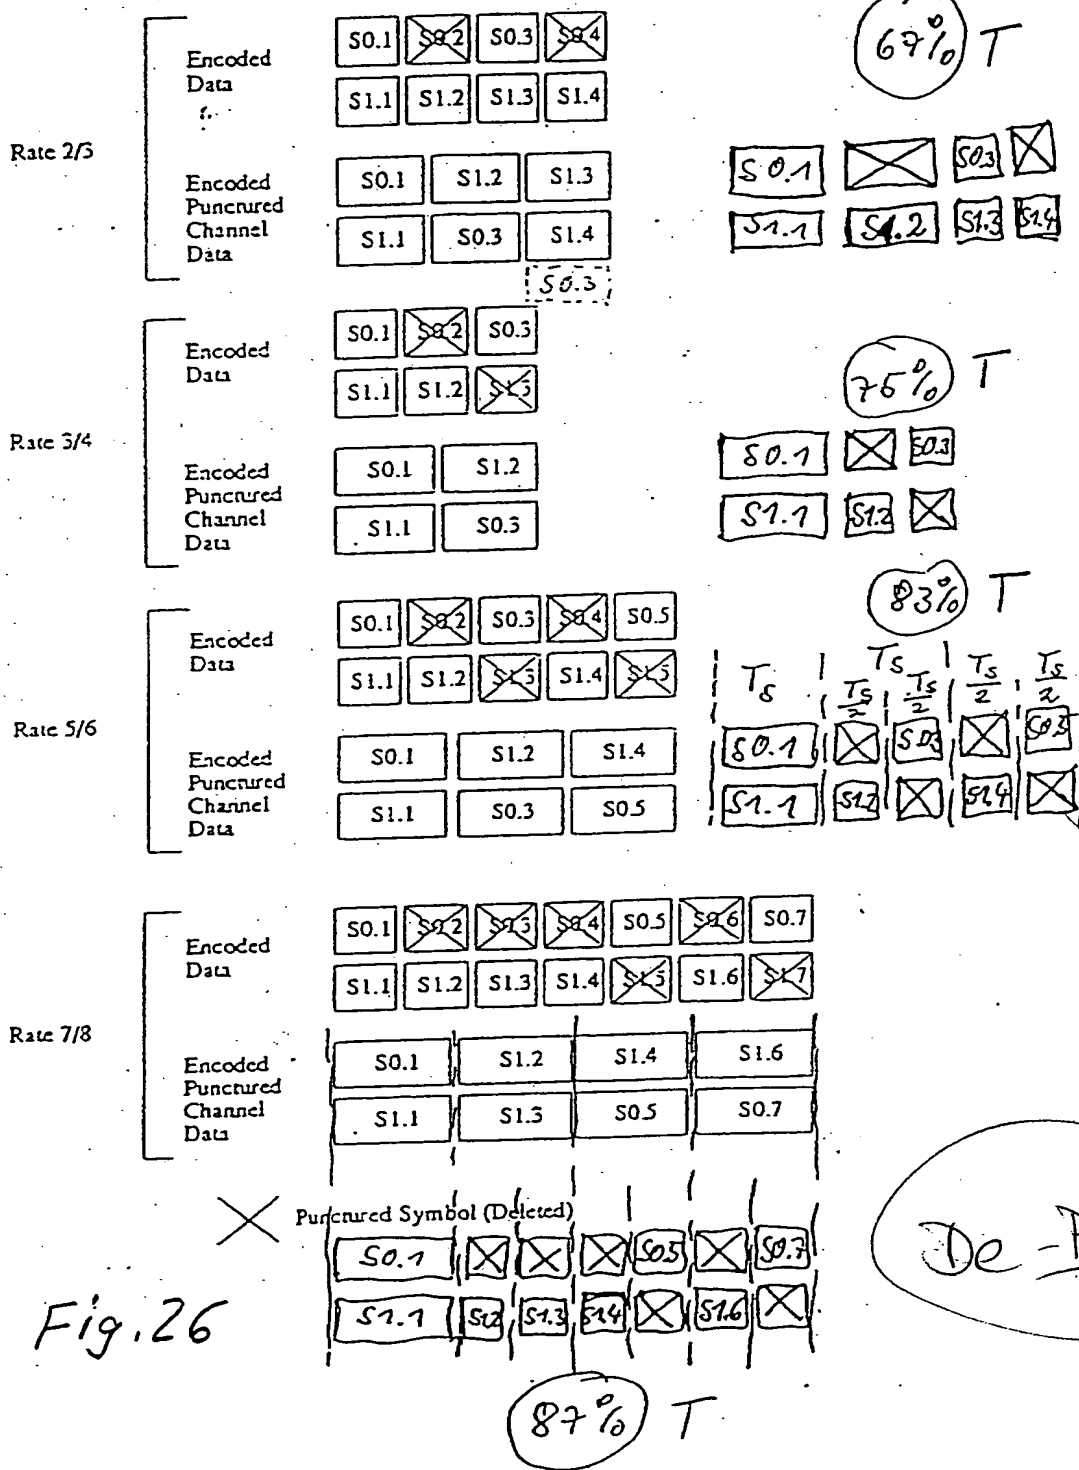 Rate 2/3
Encoded
Data
S0.1 S0.2 S0.3 S0.4
S1.1 S1.2 S1.3 S1.4
Encoded
Punctured
Channel
Data
S0.1 S1.2 S1.3
S1.1 S0.3 S1.4
S0.3
67% T
S0.1 S0.3
S1.1 S1.2 S1.3 S1.4
Rate 3/4
Encoded
Data
S0.1 S0.2 S0.3
S1.1 S1.2 S1.3
Encoded
Punctured
Channel
Data
S0.1 S1.2
S1.1 S0.3
75% T
S0.1 S0.3
S1.1 S1.2
Rate 5/6
Encoded
Data
S0.1 S0.2 S0.3 S0.4 S0.5
S1.1 S1.2 S1.3 S1.4 S1.5
Encoded
Punctured
Channel
Data
S0.1 S1.2 S1.4
S1.1 S0.3 S0.5
83% T
Ts Ts
Ts/2 Ts/2 Ts/2 Ts/2
S0.1 S0.3 S0.5
S1.1 S1.2 S1.4
Rate 7/8
Encoded
Data
S0.1 S0.2 S0.3 S0.4 S0.5 S0.6 S0.7
S1.1 S1.2 S1.3 S1.4 S1.5 S1.6 S1.7
Encoded
Punctured
Channel
Data
S0.1 S1.2 S1.4 S1.6
S1.1 S1.3 S0.5 S0.7
Punctured Symbol (Deleted)
S0.1 S0.5 S0.7
S1.1 S1.2 S1.3 S1.4 S1.6
87% T
De-
Fig. 26